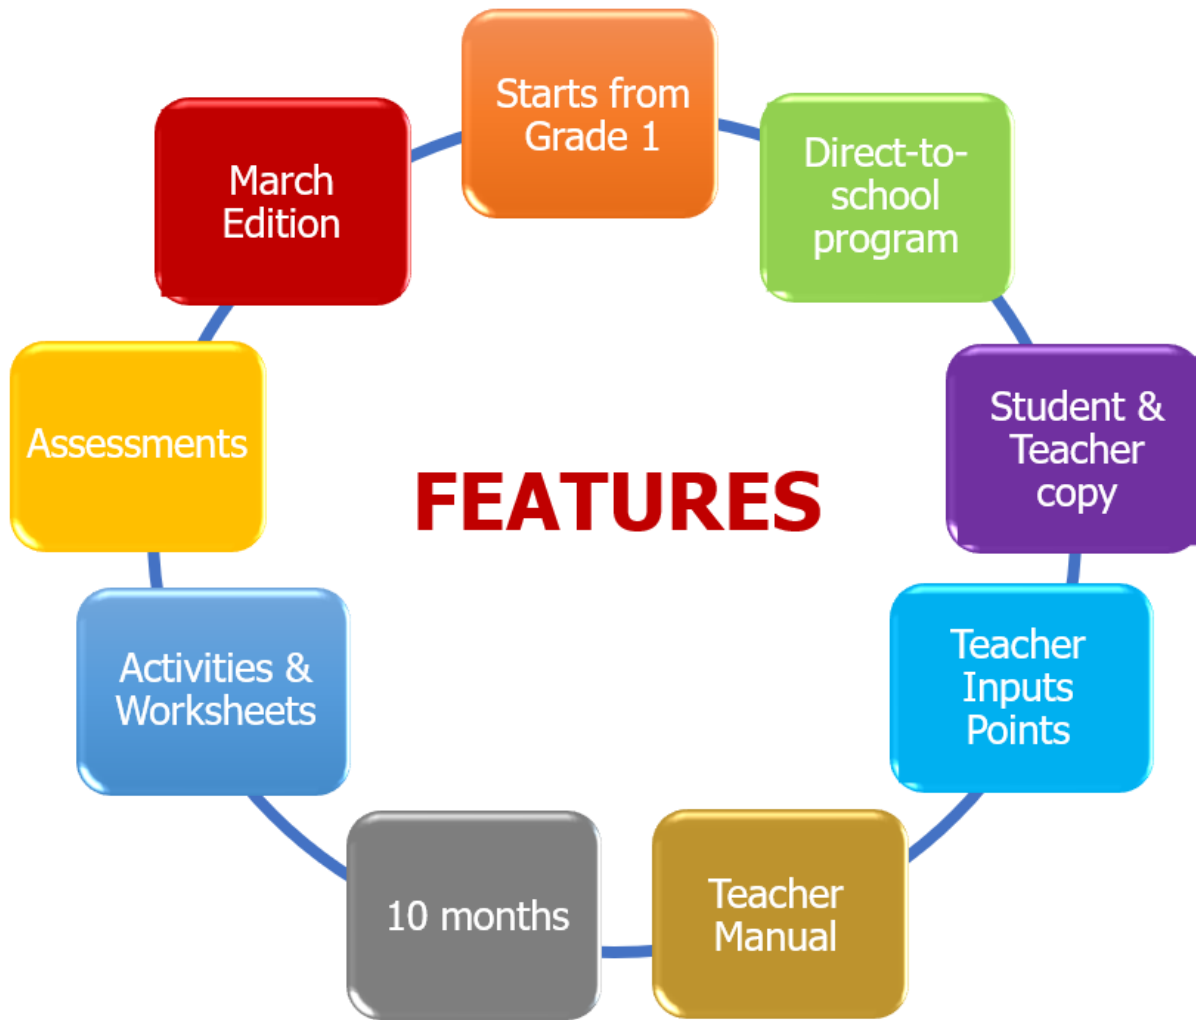 Starts from
Grade 1
Direct-to-
school
program
Student &
Teacher
copy
Teacher
Inputs
Points
Teacher
Manual
10 months
Activities &
Worksheets
Assessments
March
Edition
FEATURES